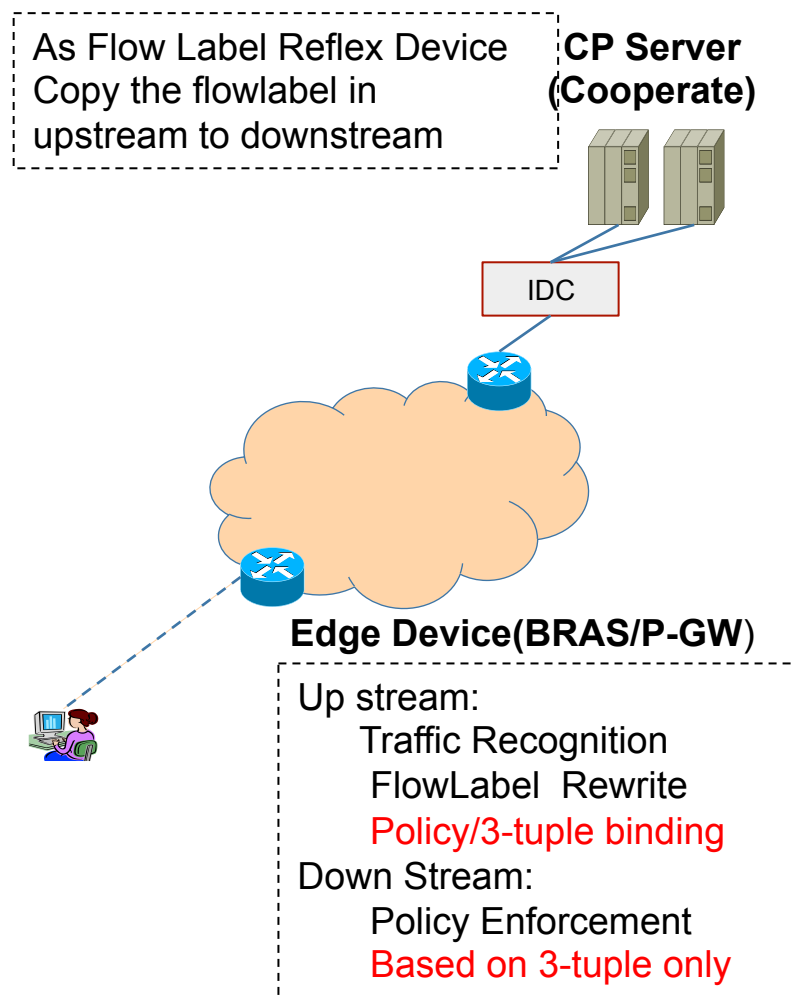 As Flow Label Reflex Device
Copy the flowlabel in
upstream to downstream
CP Server
(Cooperate)
IDC
Edge Device(BRAS/P-GW)
Up stream:
Traffic Recognition
FlowLabel Rewrite
Policy/3-tuple binding
Down Stream:
Policy Enforcement
Based on 3-tuple only